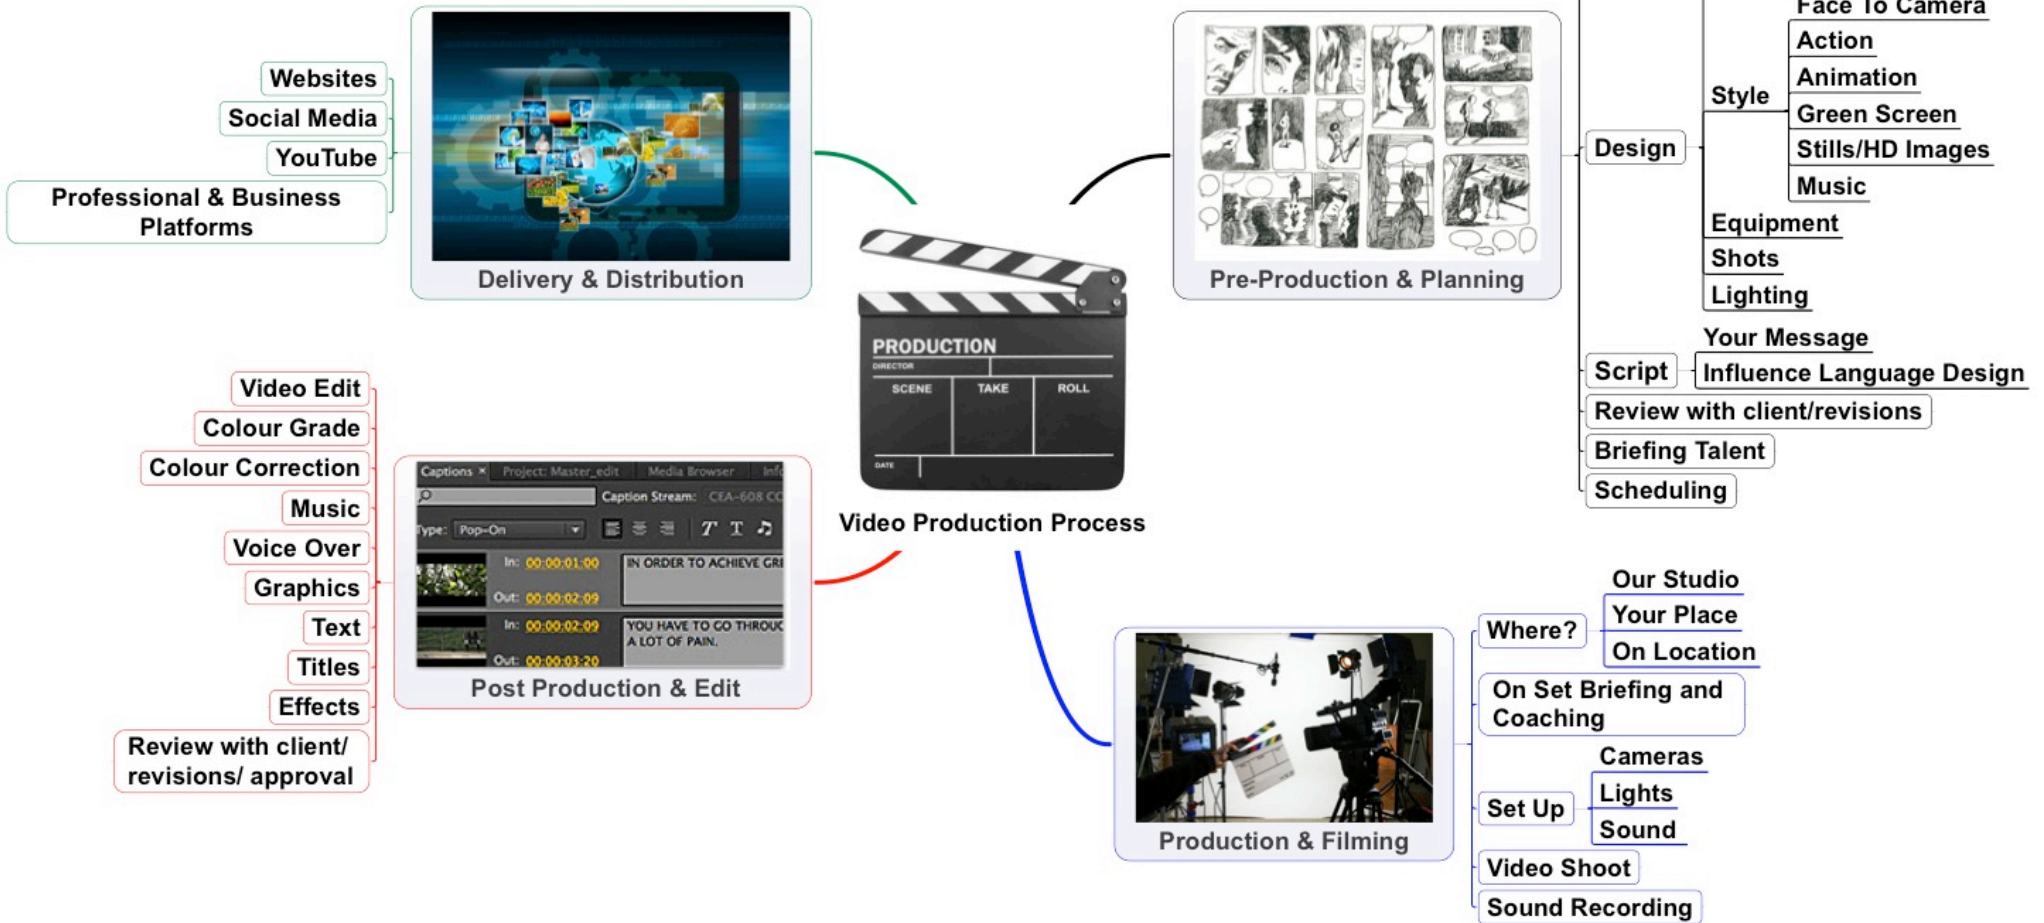 Websites
Social Media
YouTube
Professional & Business
Platforms
Delivery & Distribution
Pre-Production & Planning
Design
Style
Face To Camera
Action
Animation
Green Screen
Stills/HD Images
Music
Equipment
Shots
Lighting
Script
Your Message
Influence Language Design
Review with client/revisions
Briefing Talent
Scheduling
PRODUCTION
DIRECTOR
SCENE TAKE ROLL
DATE
Video Production Process
Video Edit
Colour Grade
Colour Correction
Music
Voice Over
Graphics
Text
Titles
Effects
Review with client/
revisions/ approval
Captions × Project: Master_edit Media Browser
Caption Stream: CEA-608
Type: Pop-On
In: 00:00:01:00 IN ORDER TO ACHIEVE
Out: 00:00:02:09
In: 00:00:02:09 YOU HAVE TO GO
A LOT OF PAIN.
Out: 00:00:03:20
Post Production & Edit
Production & Filming
Where?
Our Studio
Your Place
On Location
On Set Briefing and
Coaching
Set Up
Cameras
Lights
Sound
Video Shoot
Sound Recording